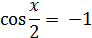 cos x/2 = −1